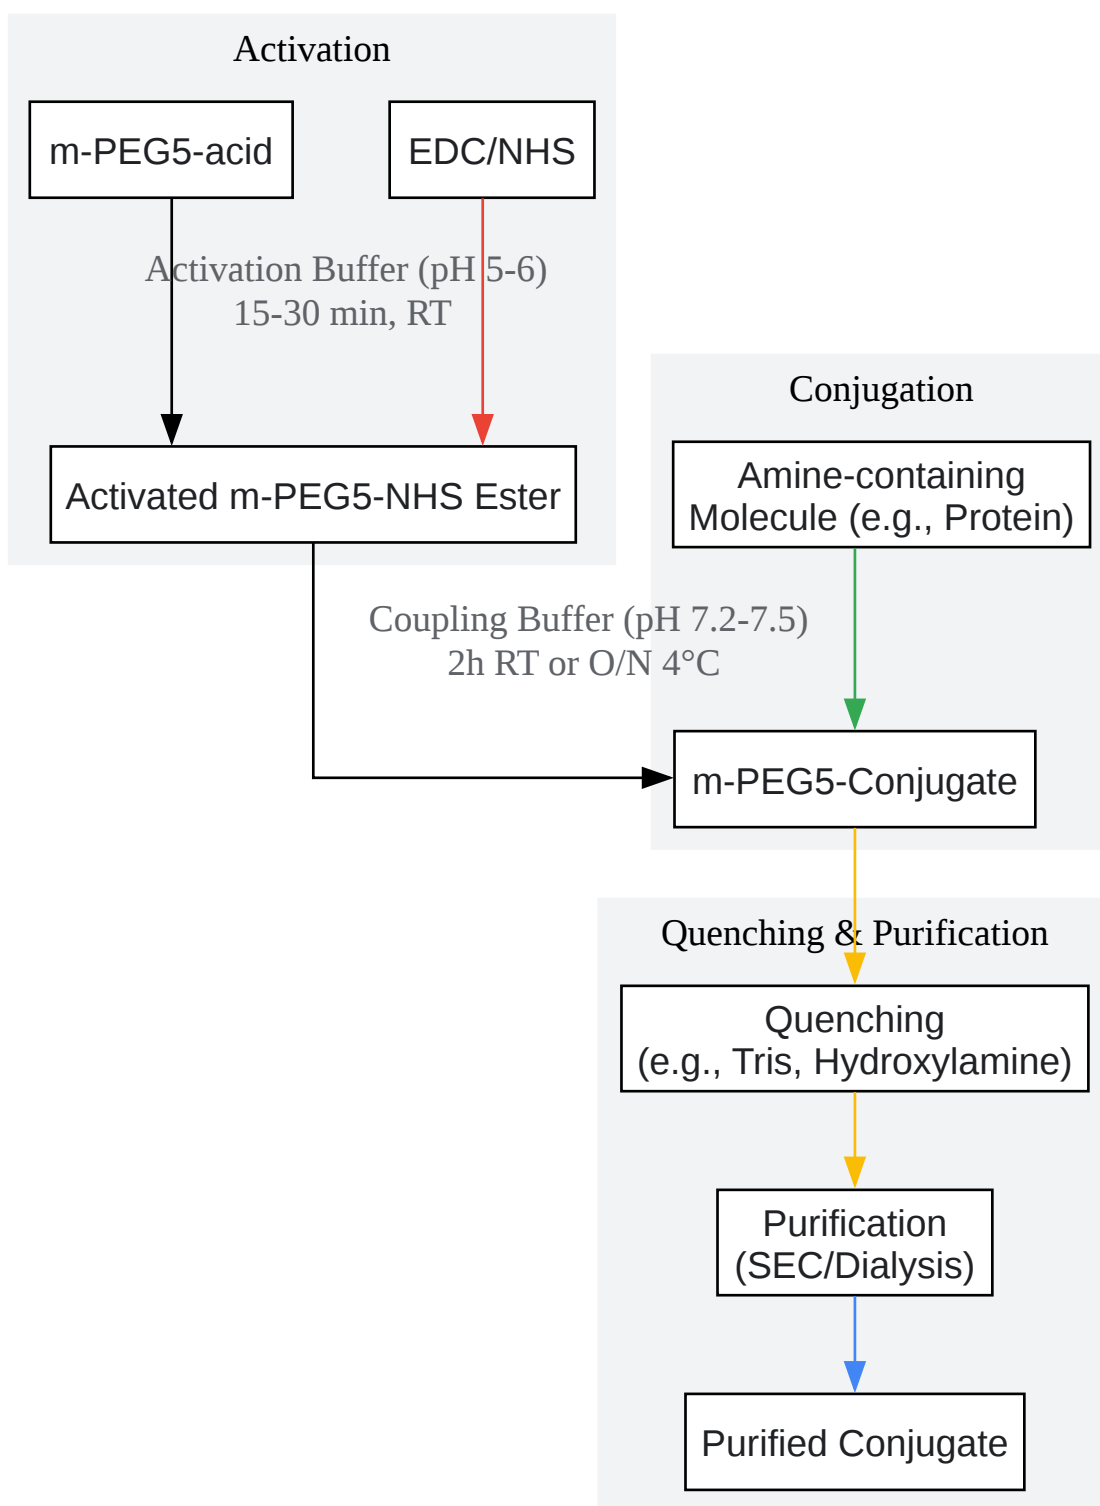 Activation
m-PEG5-acid
EDC/NHS
Activation Buffer (pH 5-6)
15-30 min, RT
Activated m-PEG5-NHS Ester
Conjugation
Amine-containing
Molecule (e.g., Protein)
Coupling Buffer (pH 7.2-7.5)
2h RT or O/N 4°C
m-PEG5-Conjugate
Quenching & Purification
Quenching
(e.g., Tris, Hydroxylamine)
Purification
(SEC/Dialysis)
Purified Conjugate